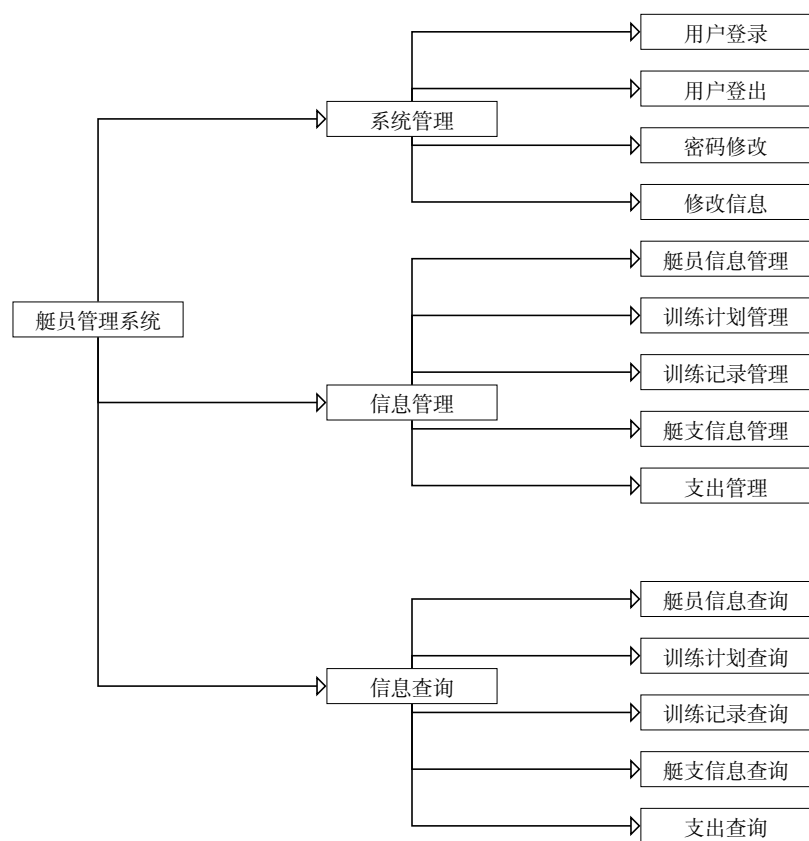 用户登录
用户登出
系统管理
密码修改
修改信息
艇员信息管理
艇员管理系统
训练计划管理
训练记录管理
信息管理
艇支信息管理
支出管理
艇员信息查询
训练计划查询
信息查询
训练记录查询
艇支信息查询
支出查询